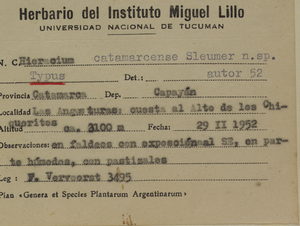 Herbario del Instituto Miguel Lillo
UNIVERSIDAD NACIONAL DE TUCUMAN
N. C. Hieracium catamarcense Sleumer n.sp.
Typus Det.: autor 52
Provincia Catamarca Dep. Capayán
Localidad Las Angosturas, cuesta al Alto de los Chi-
quoritos
Altitud ca. 3100 m Fecha: 29 II 1952
Observaciones: en faldeos con exposición al SE, en par-
te húmedas, con pastizales
Leg : F. Vervoorst 3495
Plan «Genera et Species Plantarum Argentinarum»